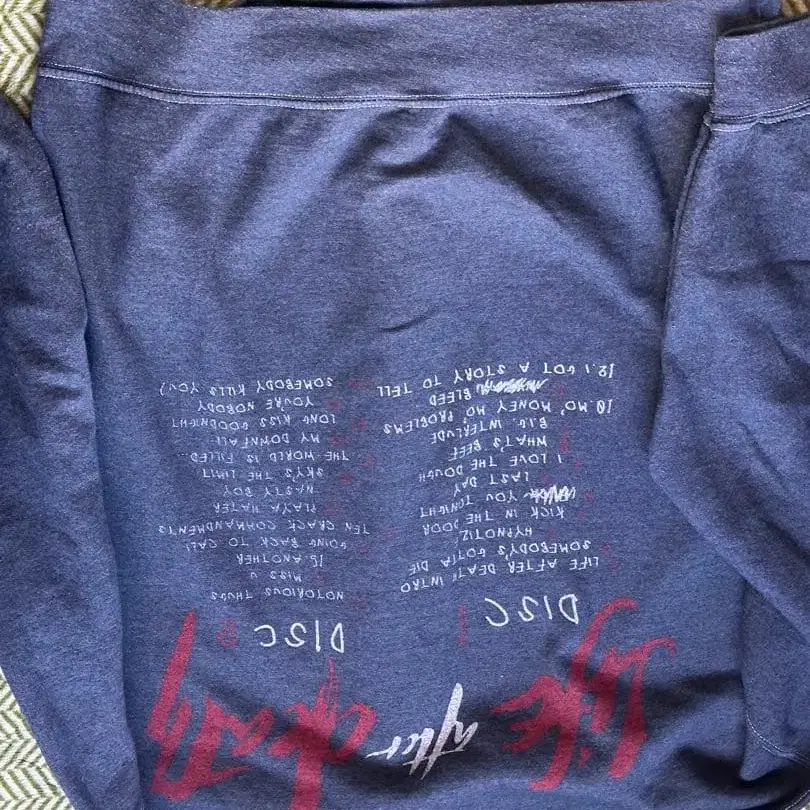 Life after death
DISC 1
LIFE AFTER DEATH INTRO
SOMEBODY'S GOTTA DIE
HYPNOTIZ
KICK IN THE DOOR
YOU TONIGHT
LAST DAY
I LOVE THE DOUGH
WHAT'S BEEF
B.I.G. INTERLUDE
10. MO MONEY MO PROBLEMS
BLEED
12. I GOT A STORY TO TELL
DISC 2
NOTORIOUS THUGS
MISS U
ANOTHER
GOING BACK TO CALI
TEN CRACK COMMANDMENTS
PLAYA HATER
NASTY BOY
SKY'S THE LIMIT
THE WORLD IS FILLED...
MY DOWNFALL
LONG KISS GOODNIGHT
YOU'RE NOBODY
SOMEBODY KILLS YOU)